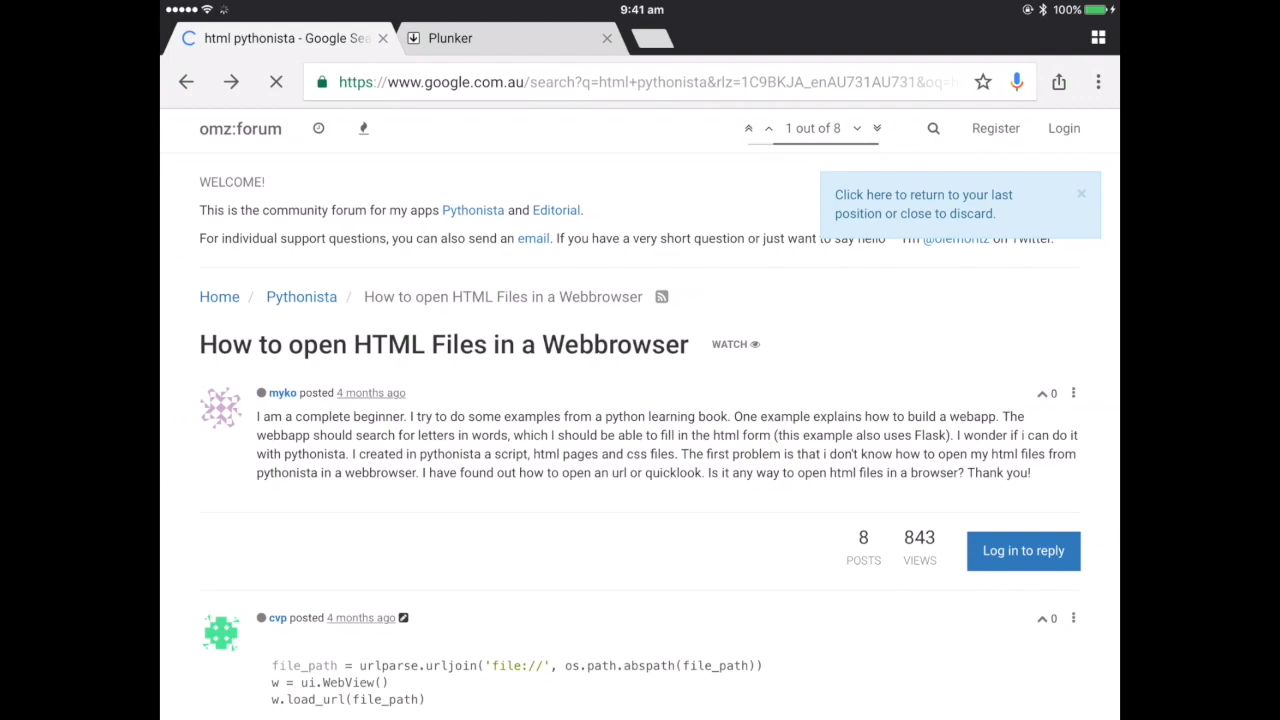 9:41 am
100%
html pythonista - Google Sea
Plunker
https://www.google.com.au/search?q=html+pythonista&rlz=1C9BKJA_enAU731AU731&oq=h
omz:forum
1 out of 8
Register
Login
WELCOME!
Click here to return to your last
position or close to discard.
This is the community forum for my apps Pythonista and Editorial.
For individual support questions, you can also send an email. If you have a very short question or just want to say hello I'm @olemoritz on Twitter.
Home / Pythonista / How to open HTML Files in a Webbrowser
How to open HTML Files in a Webbrowser
WATCH
myko posted 4 months ago
0
I am a complete beginner. I try to do some examples from a python learning book. One example explains how to build a webapp. The
webbapp should search for letters in words, which I should be able to fill in the html form (this example also uses Flask). I wonder if i can do it
with pythonista. I created in pythonista a script, html pages and css files. The first problem is that i don't know how to open my html files from
pythonista in a webbrowser. I have found out how to open an url or quicklook. Is it any way to open html files in a browser? Thank you!
8
POSTS
843
VIEWS
Log in to reply
cvp posted 4 months ago
0
file_path = urlparse.urljoin('file://', os.path.abspath(file_path))
w = ui.WebView()
w.load_url(file_path)